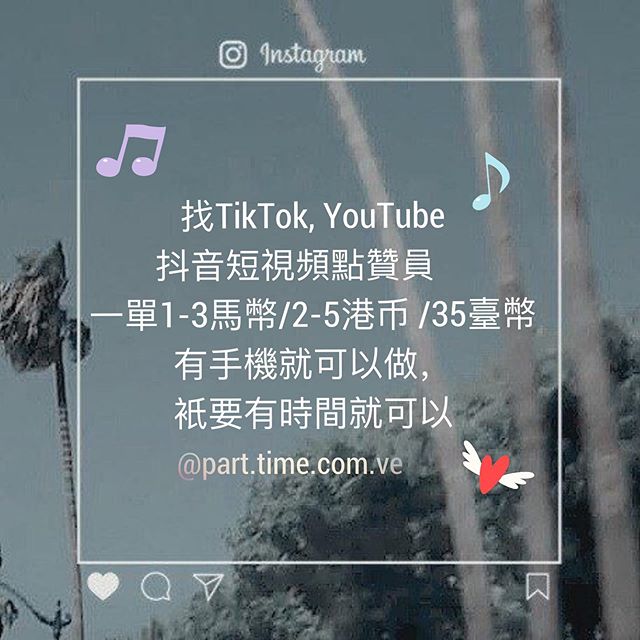 Instagram
找TikTok, YouTube
抖音短視頻點贊員
一單1-3馬幣/2-5港币 /35臺幣
有手機就可以做，
祇要有時間就可以
@part.time.com.ve